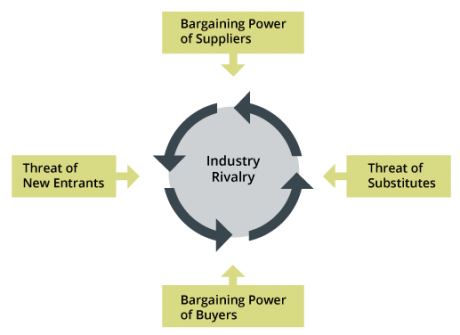 Bargaining Power
of Suppliers
Threat of
New Entrants
Industry
Rivalry
Threat of
Substitutes
Bargaining Power
of Buyers